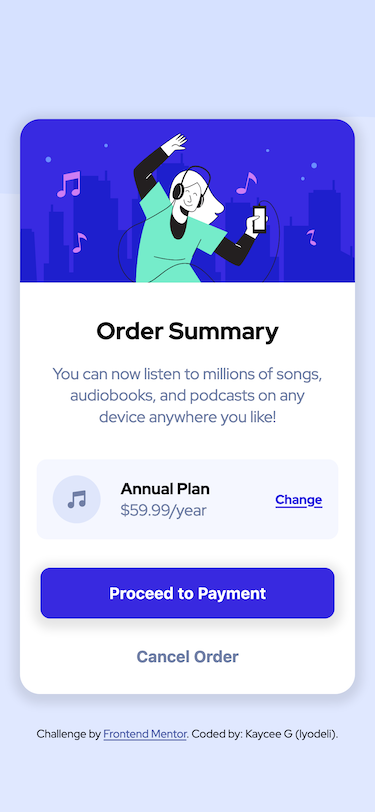 Order Summary
You can now listen to millions of songs,
audiobooks, and podcasts on any
device anywhere you like!
Annual Plan
$59.99/year
Change
Proceed to Payment
Cancel Order
Challenge by Frontend Mentor. Coded by: Kaycee G (Iyodeli).